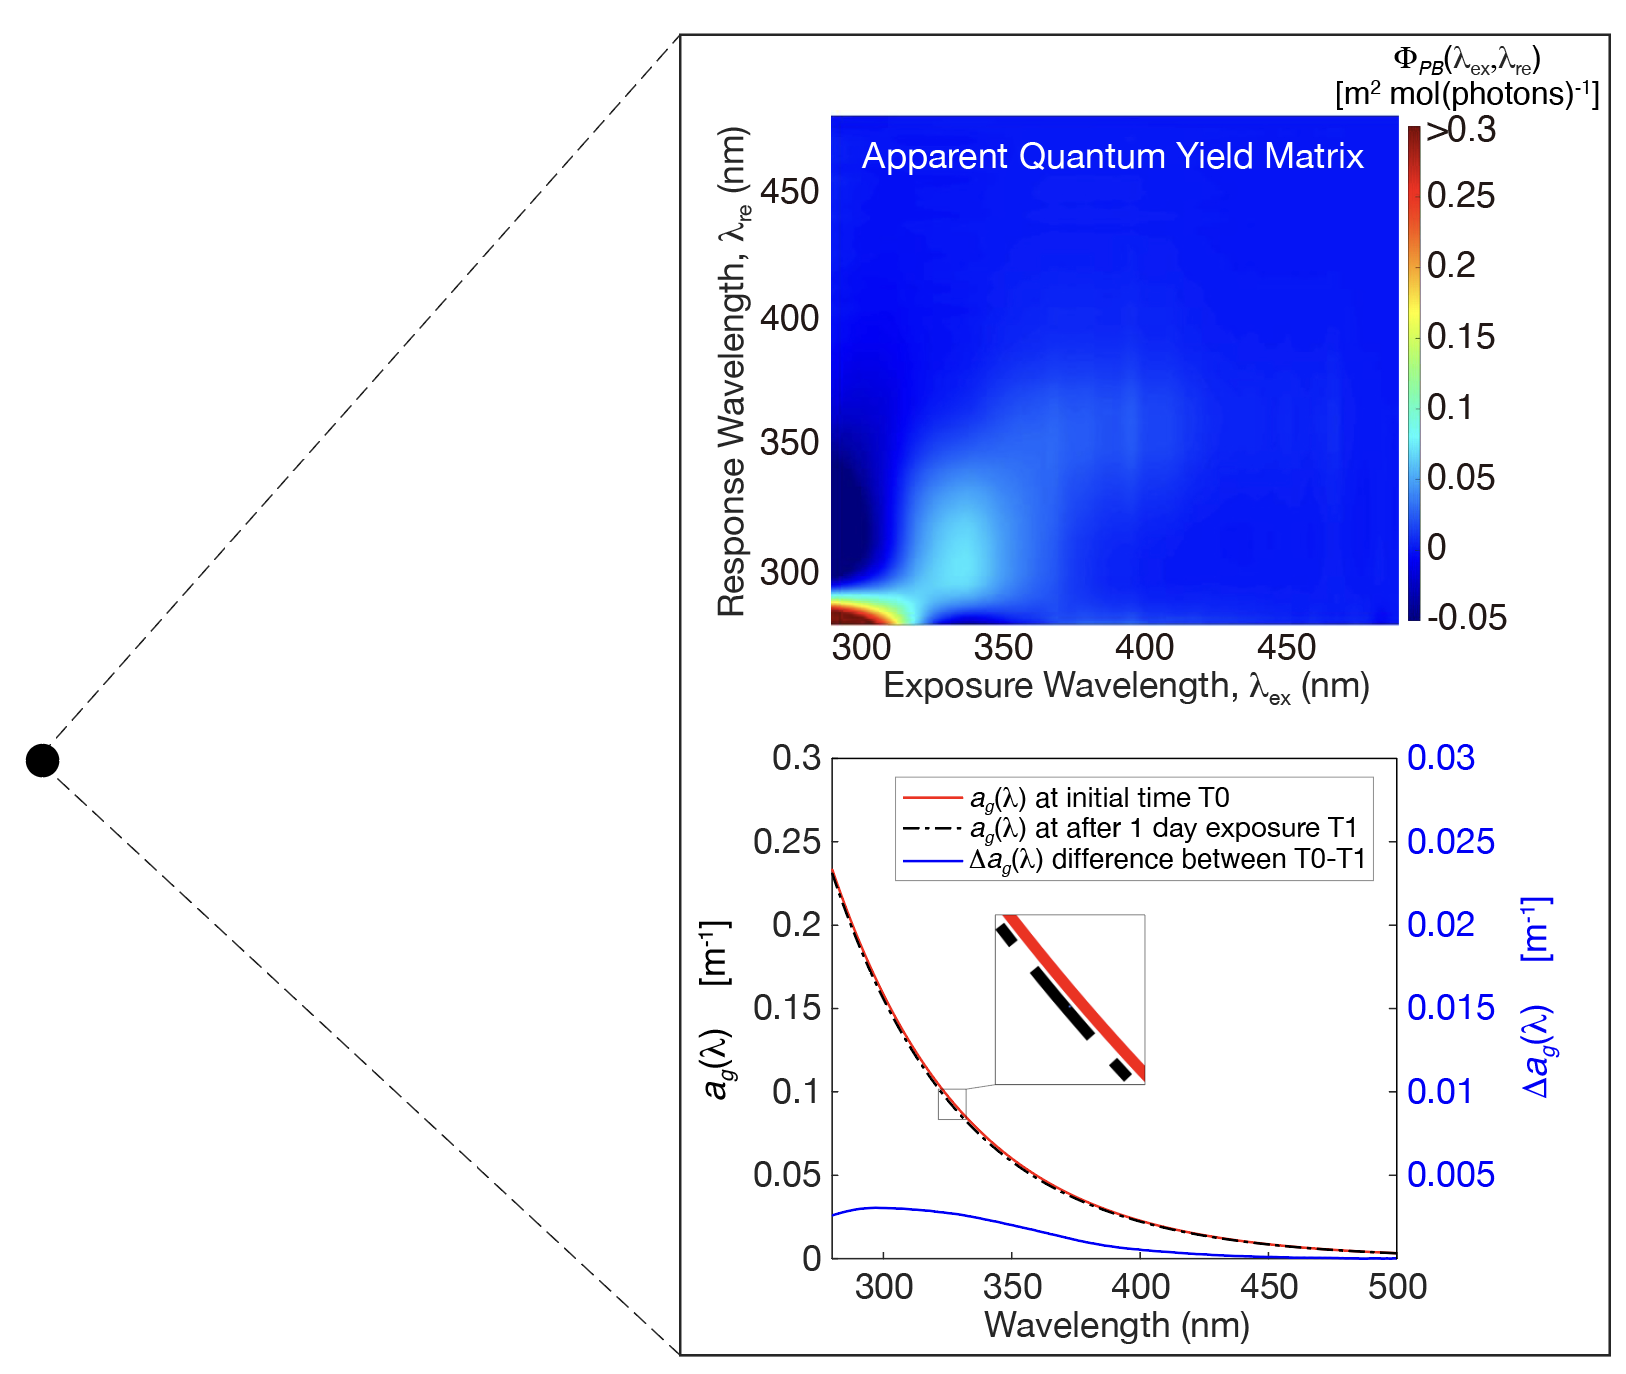 Φ_PB(λ_ex,λ_re)
[m² mol(photons)⁻¹]
Apparent Quantum Yield Matrix
>0.3
0.25
0.2
0.15
0.1
0.05
0
-0.05
Response Wavelength, λ_re (nm)
450
400
350
300
300 350 400 450
Exposure Wavelength, λ_ex (nm)
0.3
0.25
0.2
0.15
0.1
0.05
0
a_g(λ) [m⁻¹]
a_g(λ) at initial time T0
a_g(λ) at after 1 day exposure T1
Δa_g(λ) difference between T0-T1
0.03
0.025
0.02
0.015
0.01
0.005
0
Δa_g(λ) [m⁻¹]
300 350 400 450 500
Wavelength (nm)